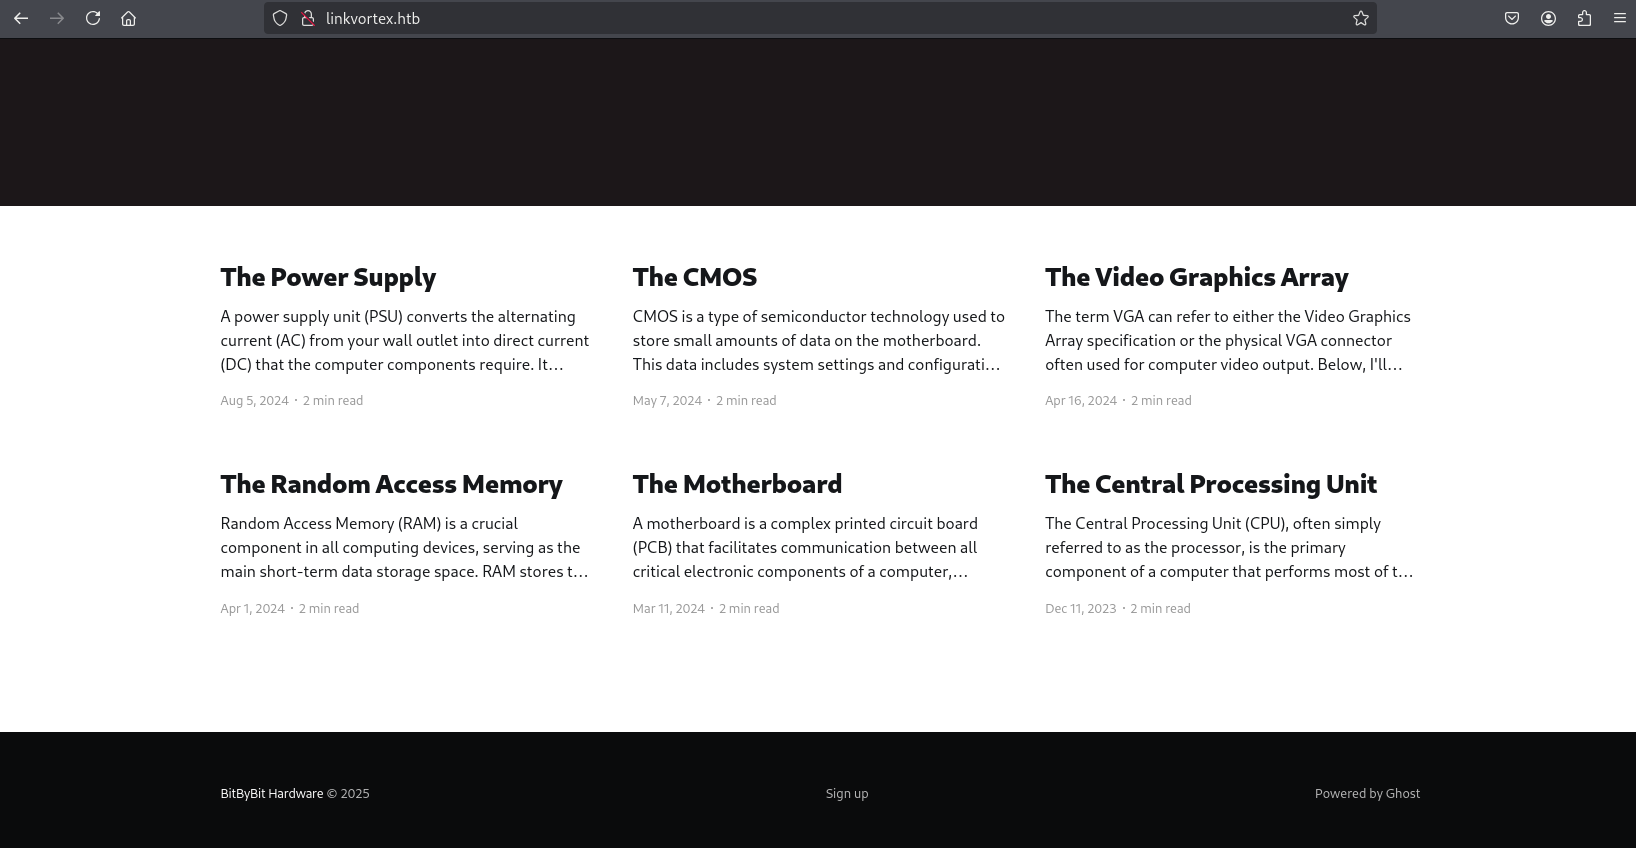 linkvortex.htb
The Power Supply
A power supply unit (PSU) converts the alternating
current (AC) from your wall outlet into direct current
(DC) that the computer components require. It…
Aug 5, 2024 • 2 min read
The CMOS
CMOS is a type of semiconductor technology used to
store small amounts of data on the motherboard.
This data includes system settings and configurati…
May 7, 2024 • 2 min read
The Video Graphics Array
The term VGA can refer to either the Video Graphics
Array specification or the physical VGA connector
often used for computer video output. Below, I'll…
Apr 16, 2024 • 2 min read
The Random Access Memory
Random Access Memory (RAM) is a crucial
component in all computing devices, serving as the
main short-term data storage space. RAM stores t…
Apr 1, 2024 • 2 min read
The Motherboard
A motherboard is a complex printed circuit board
(PCB) that facilitates communication between all
critical electronic components of a computer,…
Mar 11, 2024 • 2 min read
The Central Processing Unit
The Central Processing Unit (CPU), often simply
referred to as the processor, is the primary
component of a computer that performs most of t…
Dec 11, 2023 • 2 min read
BitByBit Hardware © 2025
Sign up
Powered by Ghost